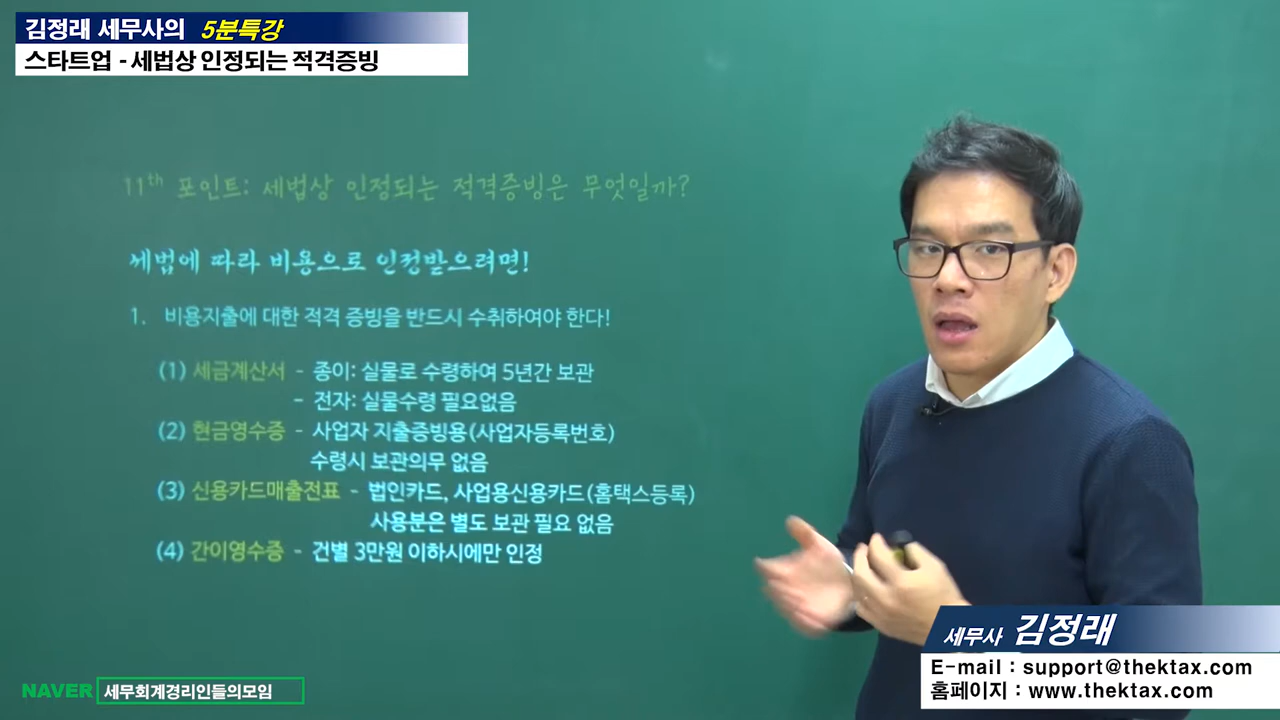 김정래 세무사의 5분특강
스타트업 - 세법상 인정되는 적격증빙
11th 포인트: 세법상 인정되는 적격증빙은 무엇일까?
세법에 따라 비용으로 인정받으려면!
1. 비용지출에 대한 적격 증빙을 반드시 수취하여야 한다!
(1) 세금계산서 - 종이: 실물로 수령하여 5년간 보관
- 전자: 실물수령 필요없음
(2) 현금영수증 - 사업자 지출증빙용(사업자등록번호)
수령시 보관의무 없음
(3) 신용카드매출전표 - 법인카드, 사업용신용카드(홈택스등록)
사용분은 별도 보관 필요 없음
(4) 간이영수증 - 건별 3만원 이하시에만 인정
세무사 김정래
E-mail : support@thektax.com
홈페이지 : www.thektax.com
NAVER 세무회계경리인들의모임